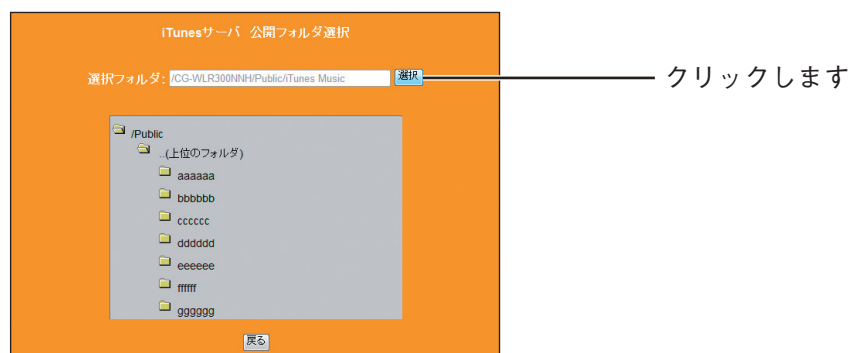 iTunesサーバ 公開フォルダ選択
選択フォルダ: /CG-WLR300NNH/Public/iTunes Music 選択
クリックします
/Public
..(上位のフォルダ)
aaaaaa
bbbbbb
cccccc
dddddd
eeeeee
ffffff
gggggg
戻る